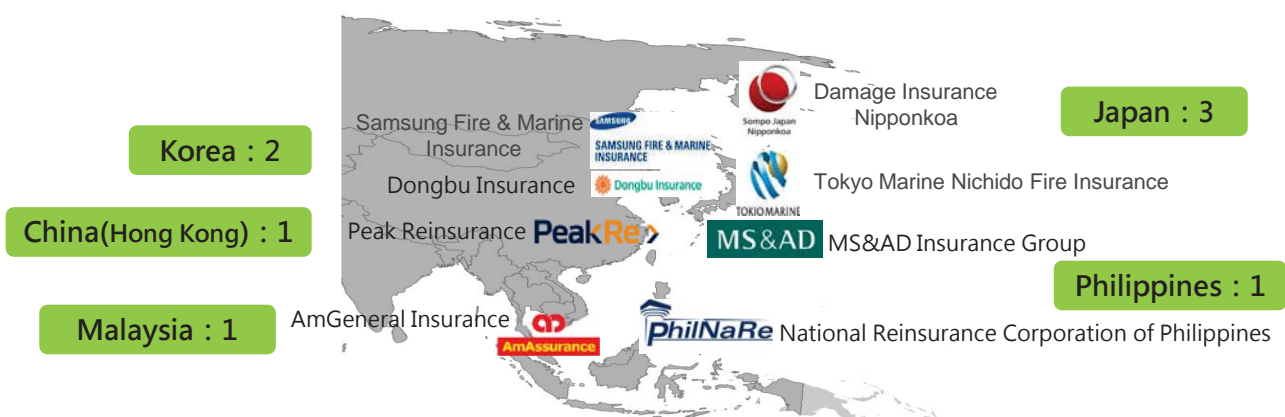 Damage Insurance
Nipponkoa
Sompo Japan
Nipponkoa
Japan : 3
Samsung Fire & Marine
Insurance
SAMSUNG
SAMSUNG FIRE & MARINE
INSURANCE
Korea : 2
Dongbu Insurance
Dongbu Insurance
Tokyo Marine Nichido Fire Insurance
TOKIOMARINE
China(Hong Kong) : 1
Peak Reinsurance
PeakRe
MS&AD
MS&AD Insurance Group
Philippines : 1
Malaysia : 1
AmGeneral Insurance
AmAssurance
PhilNaRe
National Reinsurance Corporation of Philippines
f